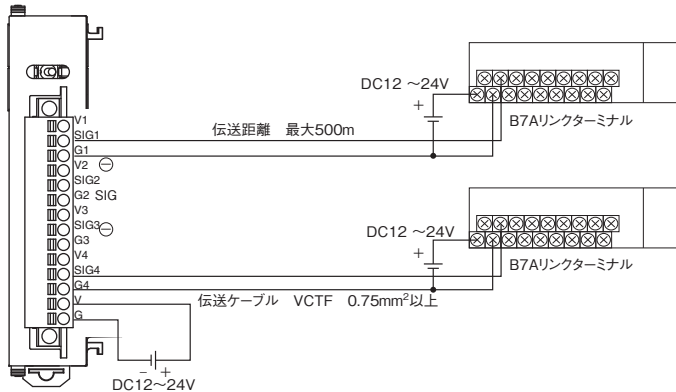 DC12 ～24V
+
B7Aリンクターミナル
伝送距離　最大500m
V1
SIG1
G1
V2 ⊖
SIG2
G2 SIG
V3
SIG3 ⊖
G3
V4
SIG4
G4
V
G
DC12 ～24V
+
B7Aリンクターミナル
伝送ケーブル　VCTF　0.75mm²以上
- +
DC12～24V